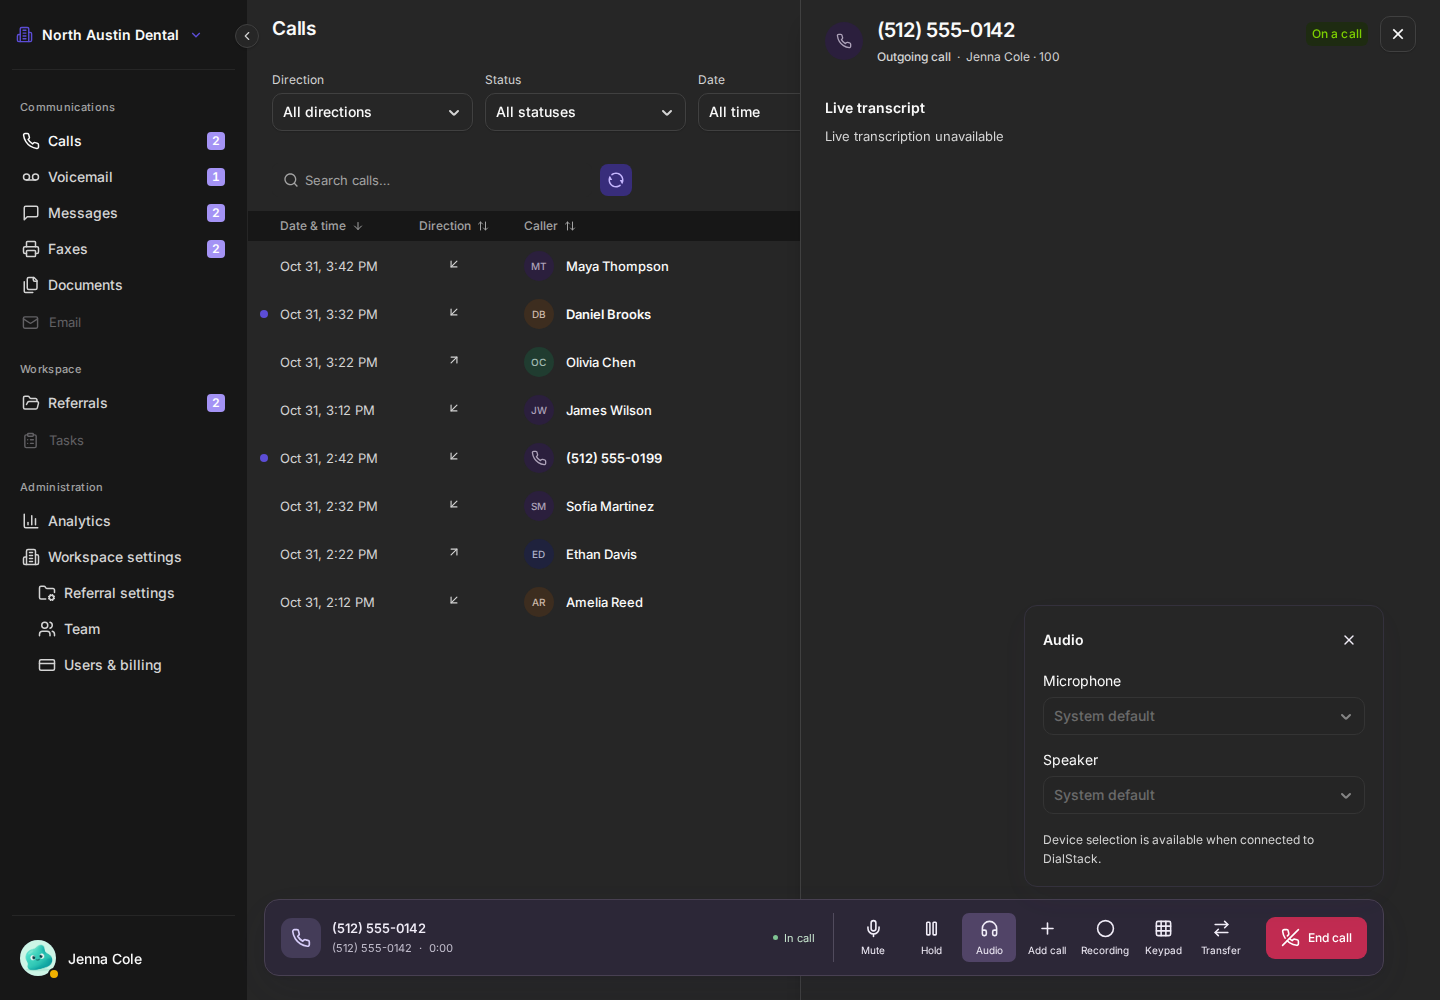 North Austin Dental
Communications
Calls 2
Voicemail 1
Messages 2
Faxes 2
Documents
Email
Workspace
Referrals 2
Tasks
Administration
Analytics
Workspace settings
Referral settings
Team
Users & billing
Jenna Cole
Calls
Direction Status Date
All directions All statuses All time
Search calls...
Date & time Direction Caller
Oct 31, 3:42 PM MT Maya Thompson
Oct 31, 3:32 PM DB Daniel Brooks
Oct 31, 3:22 PM OC Olivia Chen
Oct 31, 3:12 PM JW James Wilson
Oct 31, 2:42 PM (512) 555-0199
Oct 31, 2:32 PM SM Sofia Martinez
Oct 31, 2:22 PM ED Ethan Davis
Oct 31, 2:12 PM AR Amelia Reed
(512) 555-0142
Outgoing call · Jenna Cole · 100
On a call
Live transcript
Live transcription unavailable
Audio
Microphone
System default
Speaker
System default
Device selection is available when connected to
DialStack.
(512) 555-0142
(512) 555-0142 · 0:00
In call
Mute Hold Audio Add call Recording Keypad Transfer
End call